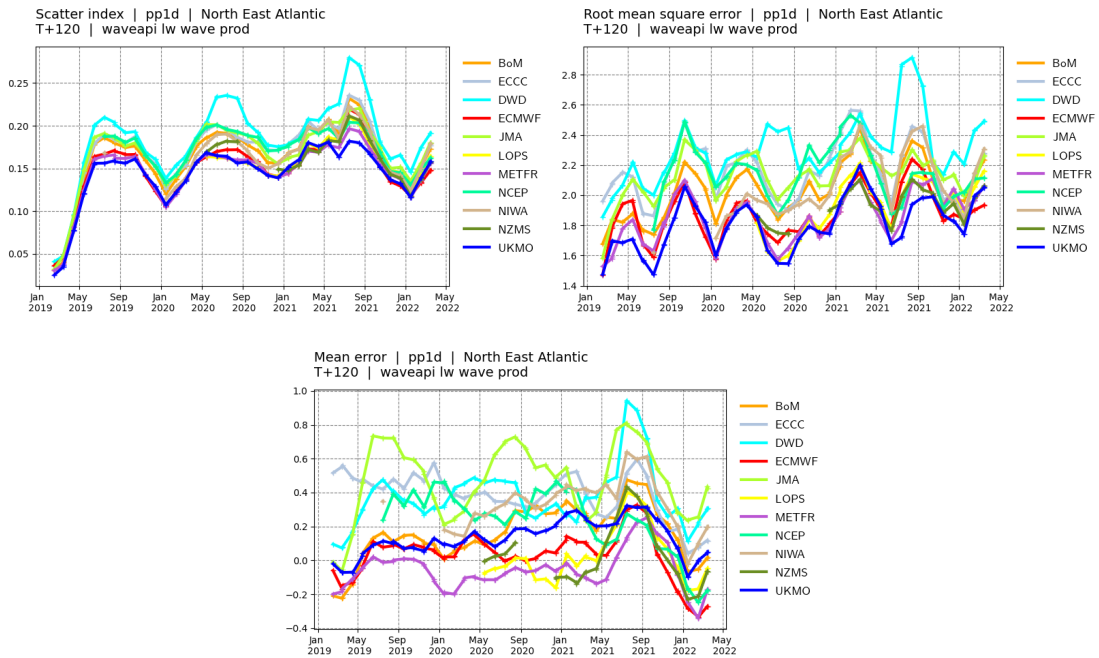 Scatter index | pp1d | North East Atlantic
T+120 | waveapi lw wave prod
0.25
0.20
0.15
0.10
0.05
Jan May Sep Jan May Sep Jan May Sep Jan May
2019 2019 2019 2020 2020 2020 2021 2021 2021 2022 2022
BoM
ECCC
DWD
ECMWF
JMA
LOPS
METFR
NCEP
NIWA
NZMS
UKMO
Root mean square error | pp1d | North East Atlantic
T+120 | waveapi lw wave prod
2.8
2.6
2.4
2.2
2.0
1.8
1.6
1.4
Jan May Sep Jan May Sep Jan May Sep Jan May
2019 2019 2019 2020 2020 2020 2021 2021 2021 2022 2022
BoM
ECCC
DWD
ECMWF
JMA
LOPS
METFR
NCEP
NIWA
NZMS
UKMO
Mean error | pp1d | North East Atlantic
T+120 | waveapi lw wave prod
1.0
0.8
0.6
0.4
0.2
0.0
−0.2
−0.4
Jan May Sep Jan May Sep Jan May Sep Jan May
2019 2019 2019 2020 2020 2020 2021 2021 2021 2022 2022
BoM
ECCC
DWD
ECMWF
JMA
LOPS
METFR
NCEP
NIWA
NZMS
UKMO